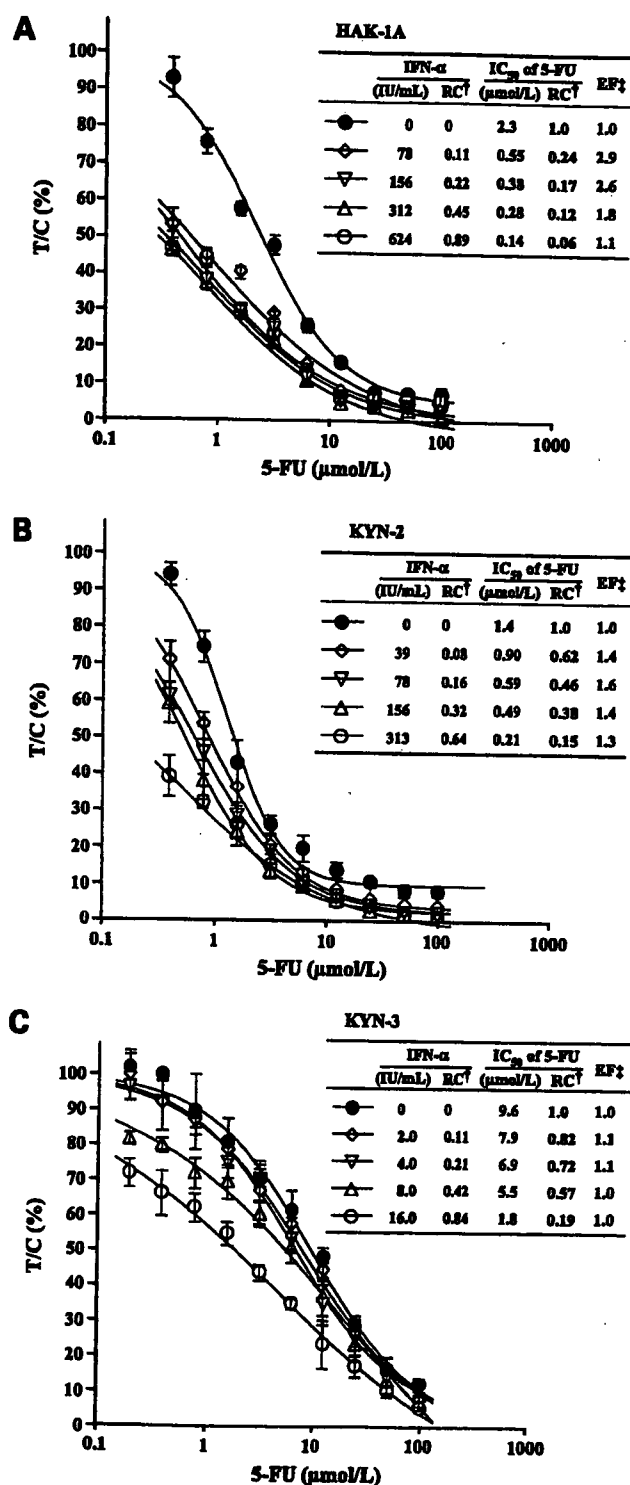 A
HAK-1A
IFN-α IC50 of 5-FU EF‡
(IU/mL) RC† (μmol/L) RC†
0 0 2.3 1.0 1.0
78 0.11 0.55 0.24 2.9
156 0.22 0.38 0.17 2.6
312 0.45 0.28 0.12 1.8
624 0.89 0.14 0.06 1.1
T/C (%)
100
90
80
70
60
50
40
30
20
10
0
0.1 1 10 100 1000
5-FU (μmol/L)
B
KYN-2
IFN-α IC50 of 5-FU EF‡
(IU/mL) RC† (μmol/L) RC†
0 0 1.4 1.0 1.0
39 0.08 0.90 0.62 1.4
78 0.16 0.59 0.46 1.6
156 0.32 0.49 0.38 1.4
313 0.64 0.21 0.15 1.3
T/C (%)
100
90
80
70
60
50
40
30
20
10
0
0.1 1 10 100 1000
5-FU (μmol/L)
C
KYN-3
IFN-α IC50 of 5-FU EF‡
(IU/mL) RC† (μmol/L) RC†
0 0 9.6 1.0 1.0
2.0 0.11 7.9 0.82 1.1
4.0 0.21 6.9 0.72 1.1
8.0 0.42 5.5 0.57 1.0
16.0 0.84 1.8 0.19 1.0
T/C (%)
100
90
80
70
60
50
40
30
20
10
0
0.1 1 10 100 1000
5-FU (μmol/L)